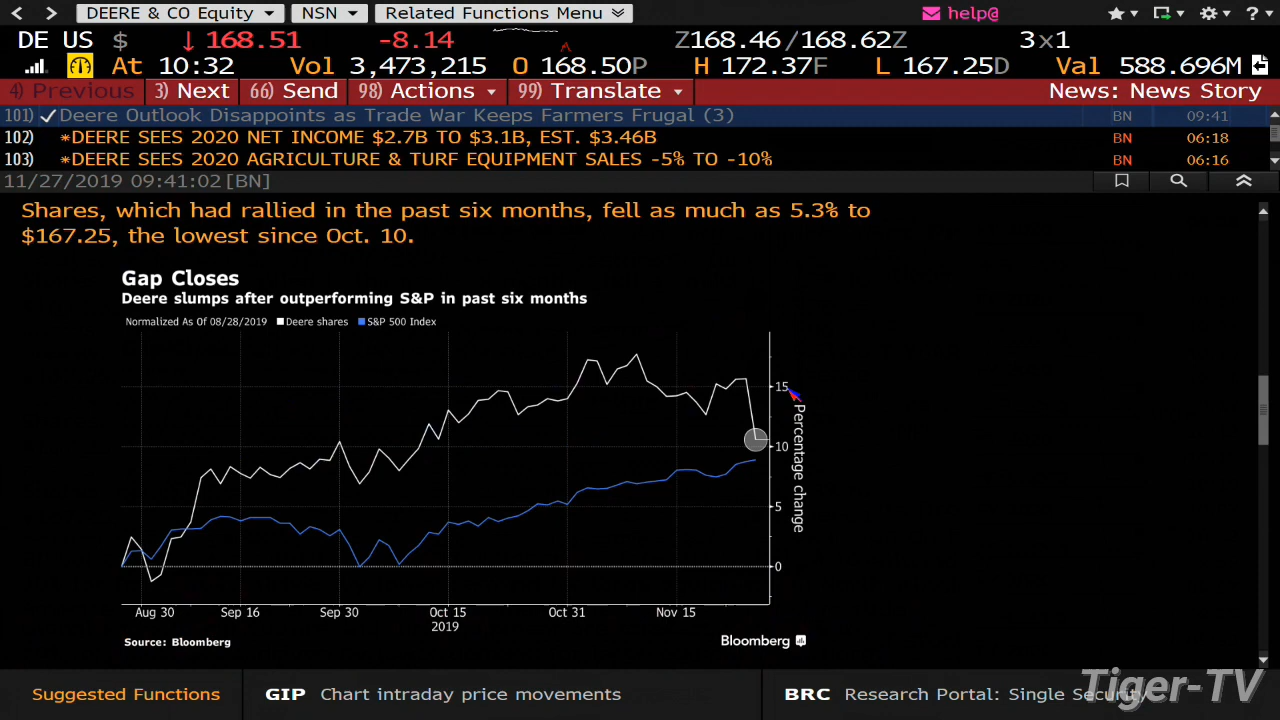 DEERE & CO Equity NSN Related Functions Menu help@ ?
DE US $ ↓ 168.51 -8.14 Z168.46/168.62Z 3x1
At 10:32 Vol 3,473,215 O 168.50P H 172.37F L 167.25D Val 588.696M
4) Previous 3) Next 66) Send 98) Actions 99) Translate News: News Story
101) Deere Outlook Disappoints as Trade War Keeps Farmers Frugal (3) BN 09:41
102) *DEERE SEES 2020 NET INCOME $2.7B TO $3.1B, EST. $3.46B BN 06:18
103) *DEERE SEES 2020 AGRICULTURE & TURF EQUIPMENT SALES -5% TO -10% BN 06:16
11/27/2019 09:41:02 [BN]
Shares, which had rallied in the past six months, fell as much as 5.3% to
$167.25, the lowest since Oct. 10.
Gap Closes
Deere slumps after outperforming S&P in past six months
Normalized As Of 08/28/2019 Deere shares S&P 500 Index
15
10
5
0
Percentage change
Aug 30 Sep 16 Sep 30 Oct 15 Oct 31 Nov 15
2019
Source: Bloomberg Bloomberg
Suggested Functions GIP Chart intraday price movements BRC Research Portal: Single Security
Tiger-TV